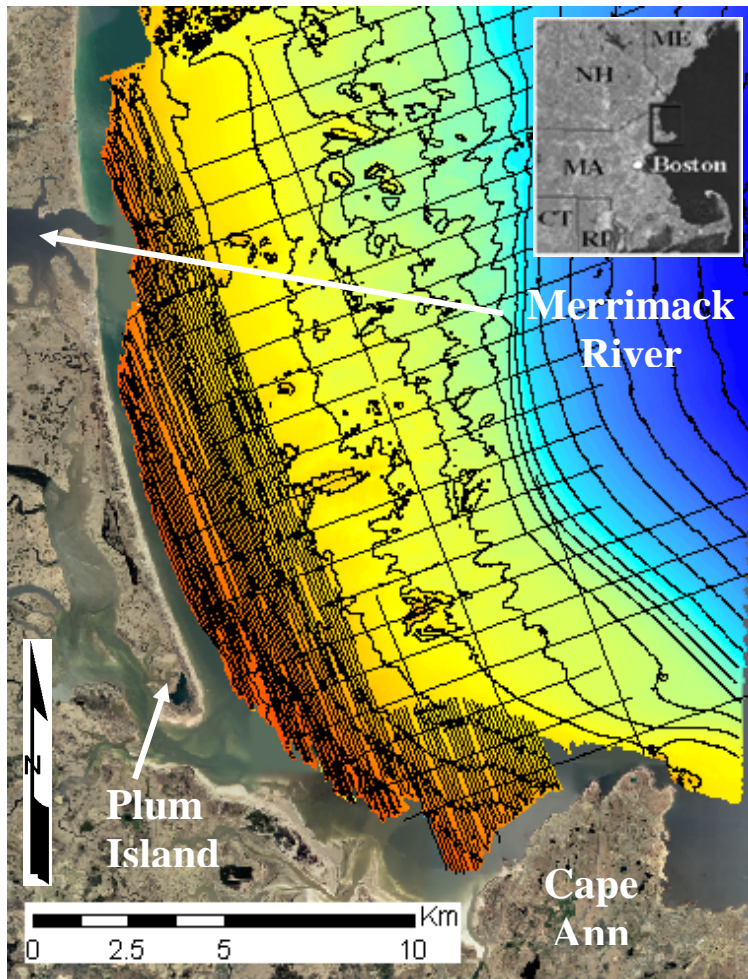 ME
NH
MA
Boston
CT
RI
Merrimack
River
N
Plum
Island
Cape
Ann
Km
0 2.5 5 10